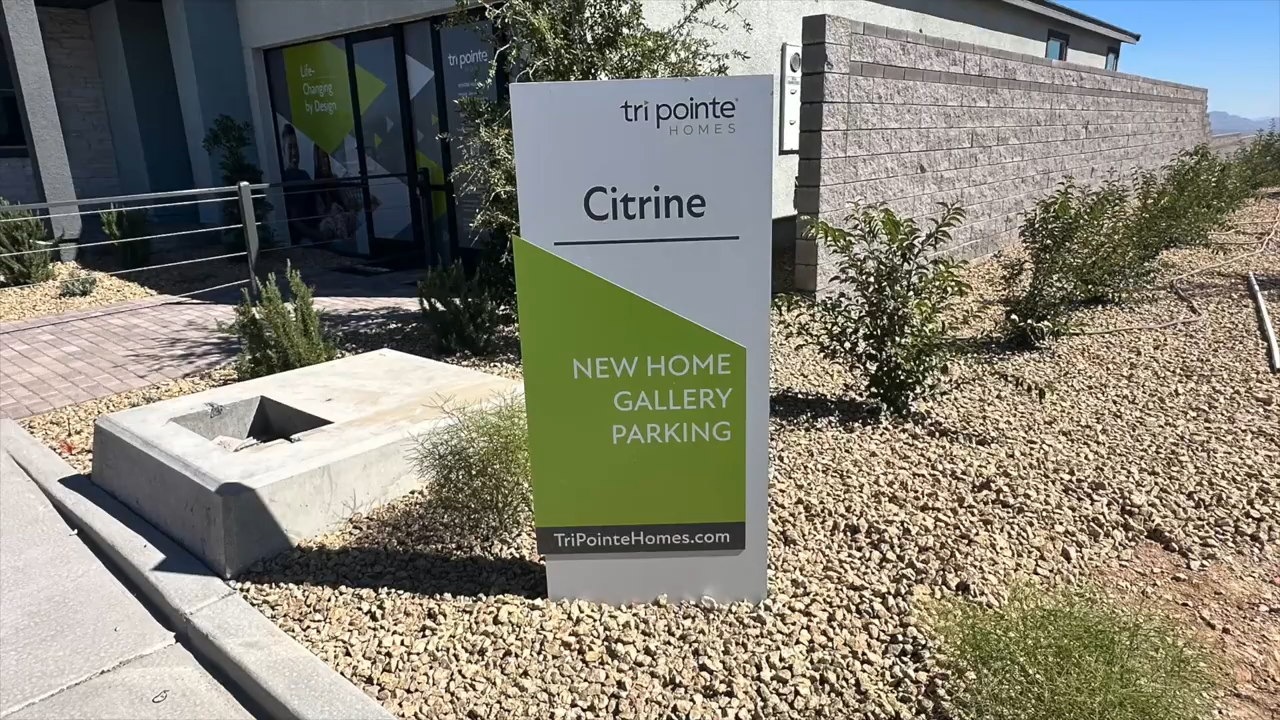 Life-
Changing
by Design
tri pointe
tri pointe
HOMES
Citrine
NEW HOME
GALLERY
PARKING
TriPointeHomes.com